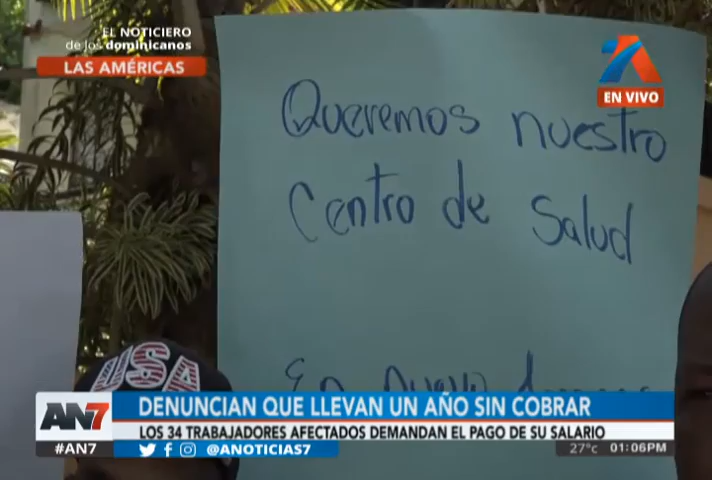 EL NOTICIERO
de los dominicanos
LAS AMÉRICAS
EN VIVO
Queremos nuestro
Centro de Salud
En nuevo
USA
DENUNCIAN QUE LLEVAN UN AÑO SIN COBRAR
AN7
LOS 34 TRABAJADORES AFECTADOS DEMANDAN EL PAGO DE SU SALARIO
#AN7
@ANOTICIAS7
27°C
01:06PM